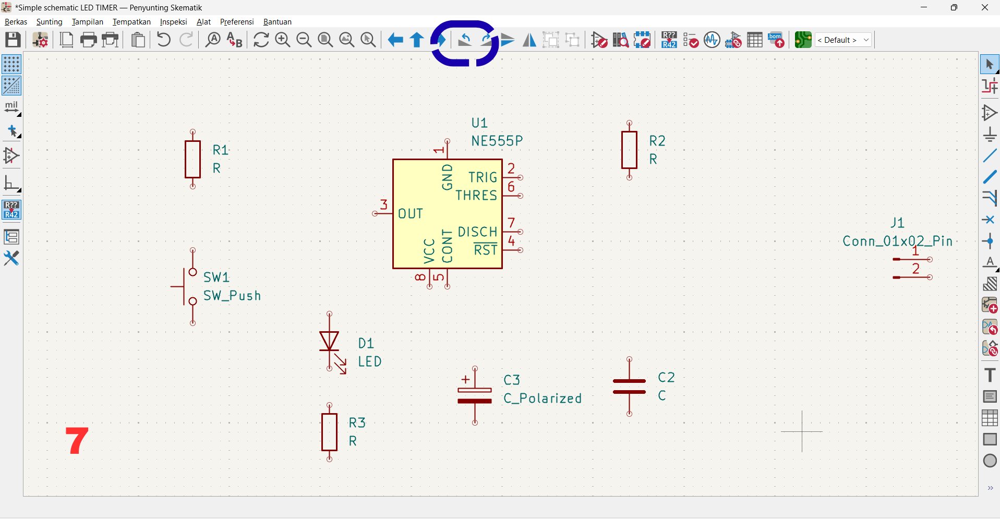 *Simple schematic LED TIMER — Penyunting Skematik
Berkas Sunting Tampilan Tempatkan Inspeksi Alat Preferensi Bantuan
A
A B
R??
R42
bom
< Default >
mil
R??
R42
A
T
»
R1
R
SW1
SW_Push
U1
NE555P
1
GND
TRIG
2
THRES
6
3
OUT
DISCH
7
RST
4
VCC
CONT
8
5
R2
R
J1
Conn_01x02_Pin
1
2
D1
LED
+
C3
C_Polarized
C2
C
R3
R
7